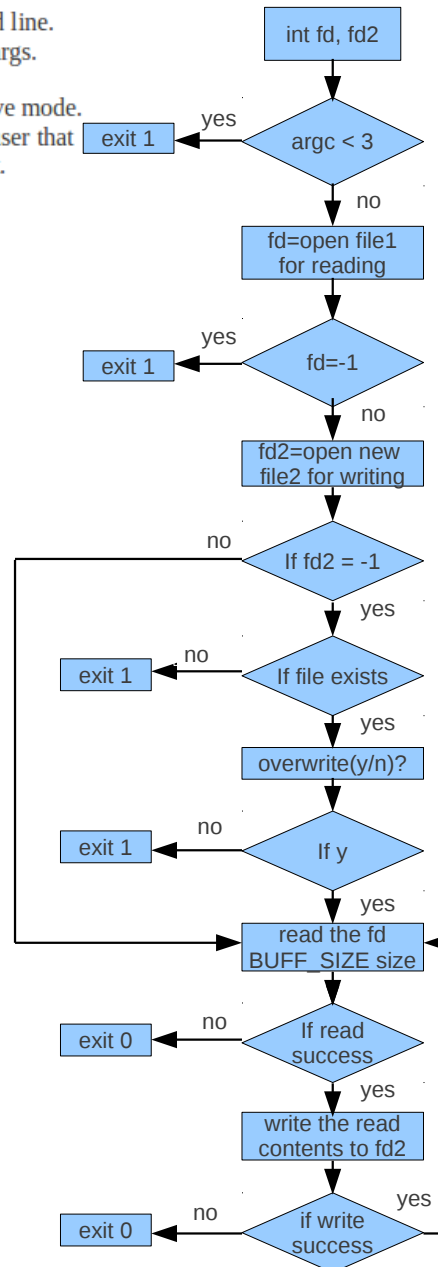 line.
args.
ve mode.
ser that
int fd, fd2
argc < 3
yes
exit 1
no
fd=open file1
for reading
fd=-1
yes
exit 1
no
fd2=open new
file2 for writing
If fd2 = -1
no
yes
If file exists
no
exit 1
yes
overwrite(y/n)?
If y
no
exit 1
yes
read the fd
BUFF_SIZE size
If read
success
no
exit 0
yes
write the read
contents to fd2
if write
success
no
exit 0
yes